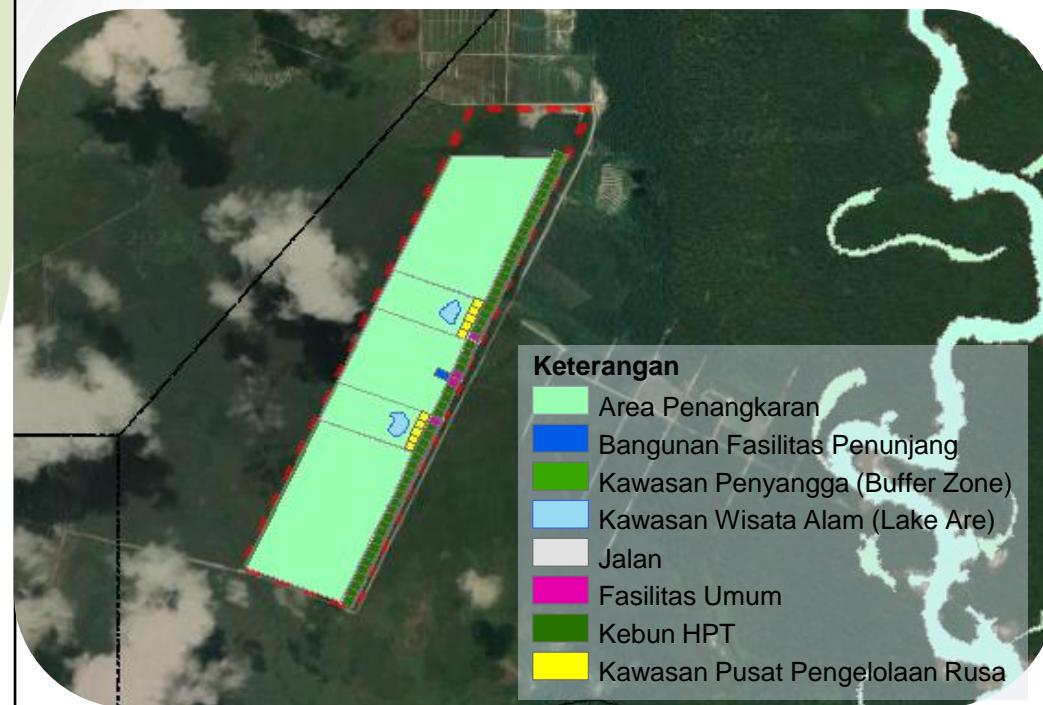 Keterangan
Area Penangkaran
Bangunan Fasilitas Penunjang
Kawasan Penyangga (Buffer Zone)
Kawasan Wisata Alam (Lake Are)
Jalan
Fasilitas Umum
Kebun HPT
Kawasan Pusat Pengelolaan Rusa